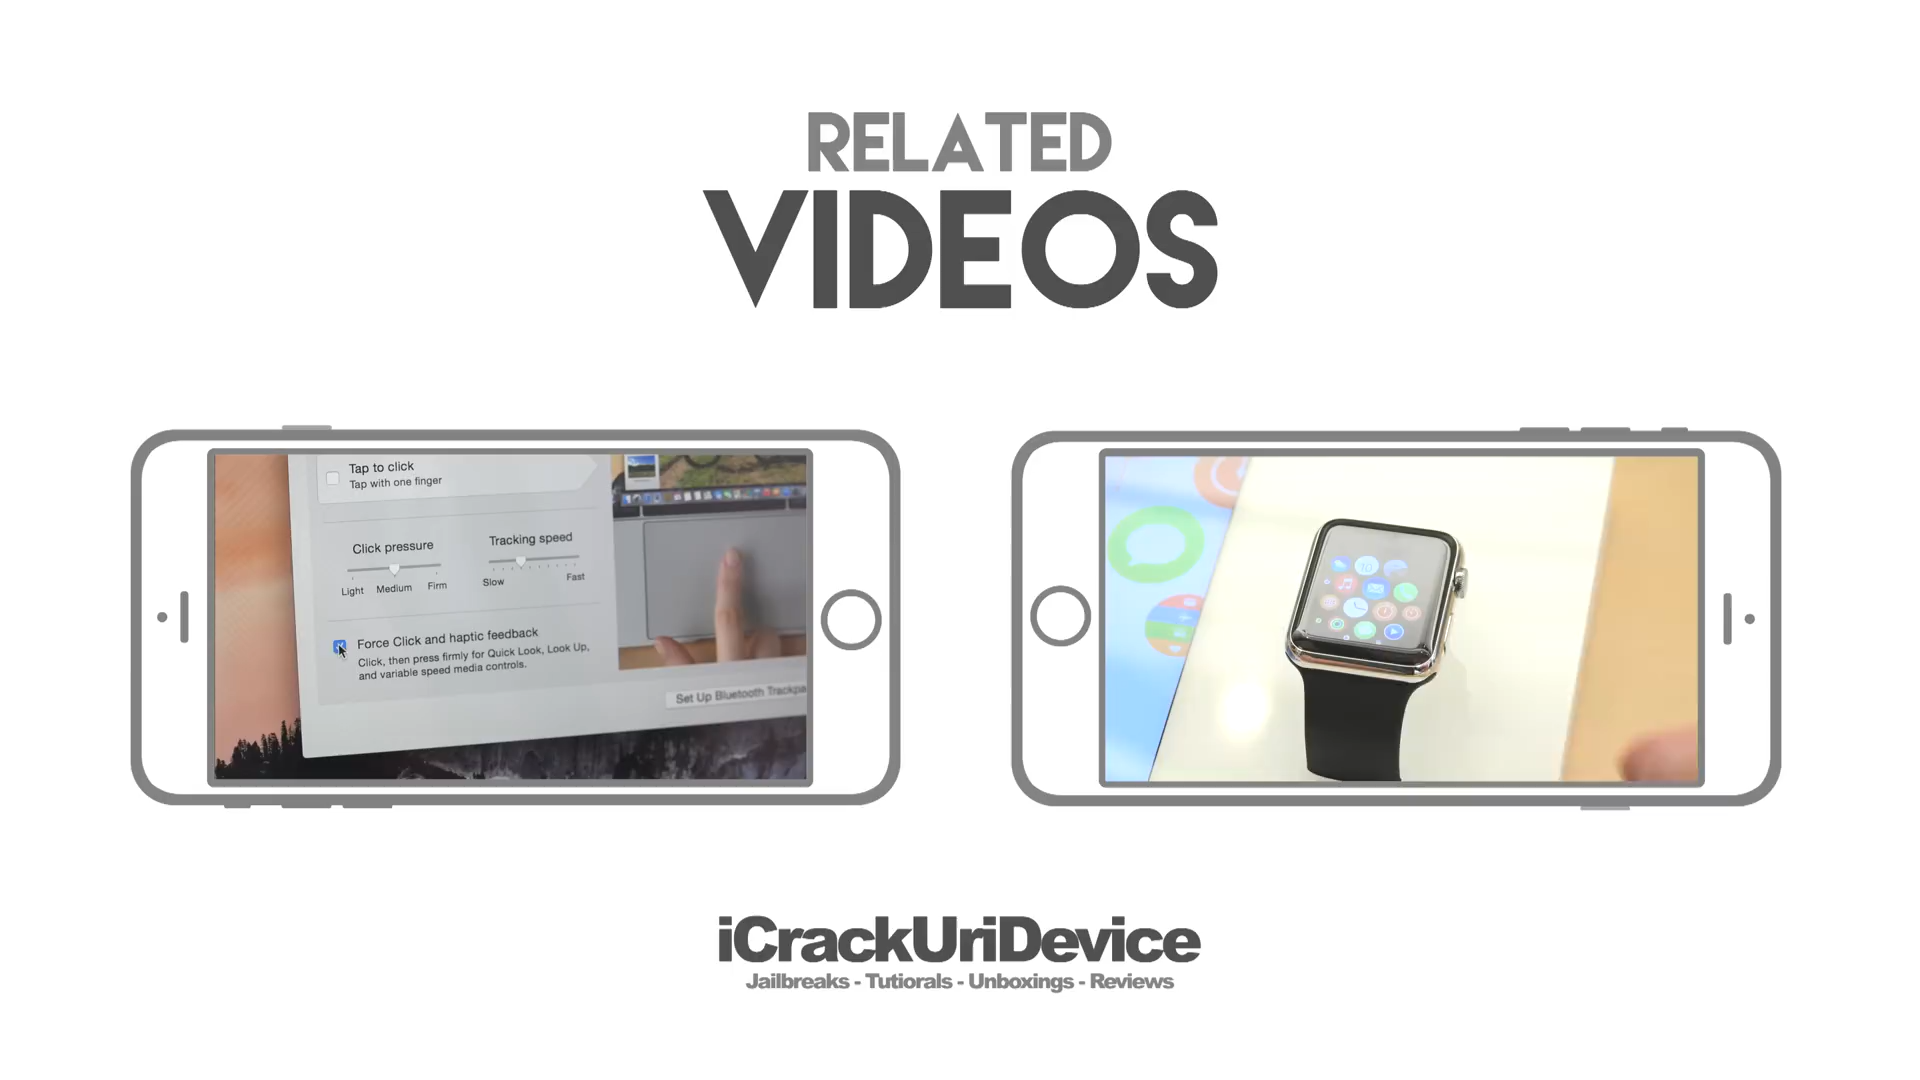 RELATED
VIDEOS
Tap to click
Tap with one finger
Click pressure
Tracking speed
Light Medium Firm
Slow Fast
Force Click and haptic feedback
Click, then press firmly for Quick Look, Look Up,
and variable speed media controls.
Set Up Bluetooth
10
iCrackUriDevice
Jailbreaks - Tutiorals - Unboxings - Reviews